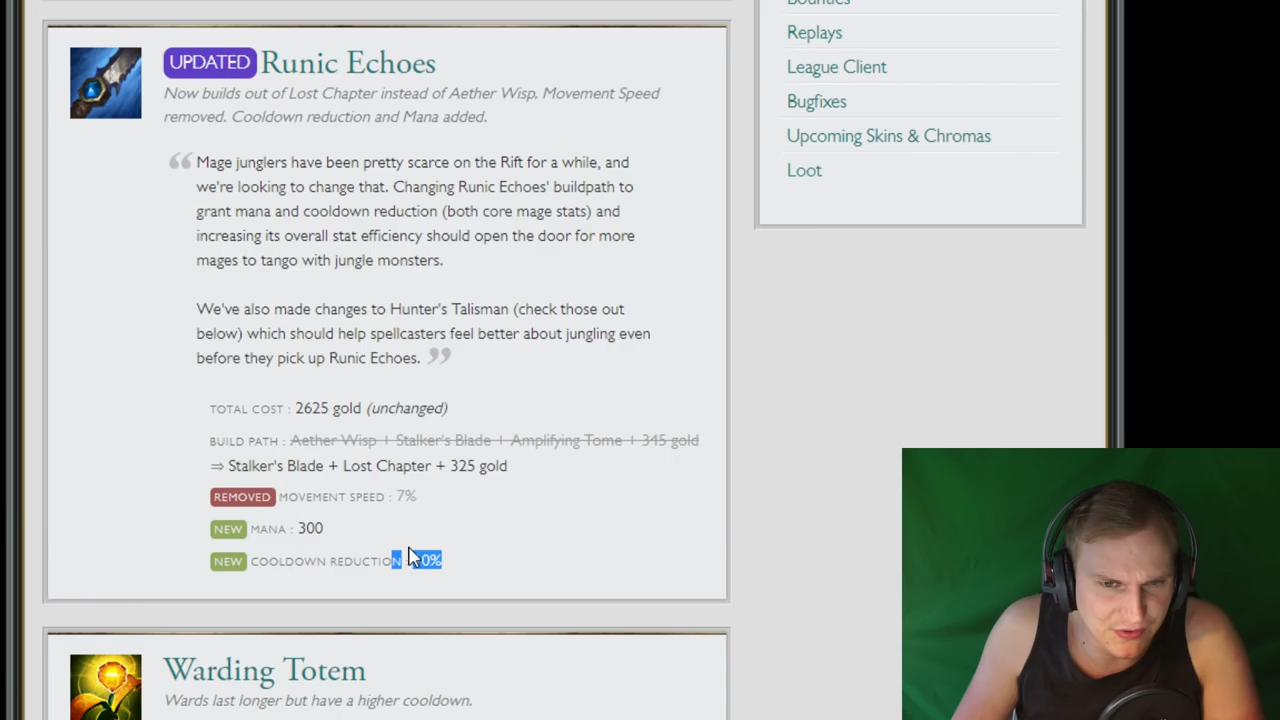 Replays
League Client
Bugfixes
Upcoming Skins & Chromas
Loot
UPDATED Runic Echoes
Now builds out of Lost Chapter instead of Aether Wisp. Movement Speed
removed. Cooldown reduction and Mana added.
“ Mage junglers have been pretty scarce on the Rift for a while, and
we're looking to change that. Changing Runic Echoes' buildpath to
grant mana and cooldown reduction (both core mage stats) and
increasing its overall stat efficiency should open the door for more
mages to tango with jungle monsters.
We've also made changes to Hunter's Talisman (check those out
below) which should help spellcasters feel better about jungling even
before they pick up Runic Echoes. ”
TOTAL COST : 2625 gold (unchanged)
BUILD PATH : Aether Wisp + Stalker's Blade + Amplifying Tome + 345 gold
⇒ Stalker's Blade + Lost Chapter + 325 gold
REMOVED MOVEMENT SPEED : 7%
NEW MANA : 300
NEW COOLDOWN REDUCTION
Warding Totem
Wards last longer but have a higher cooldown.